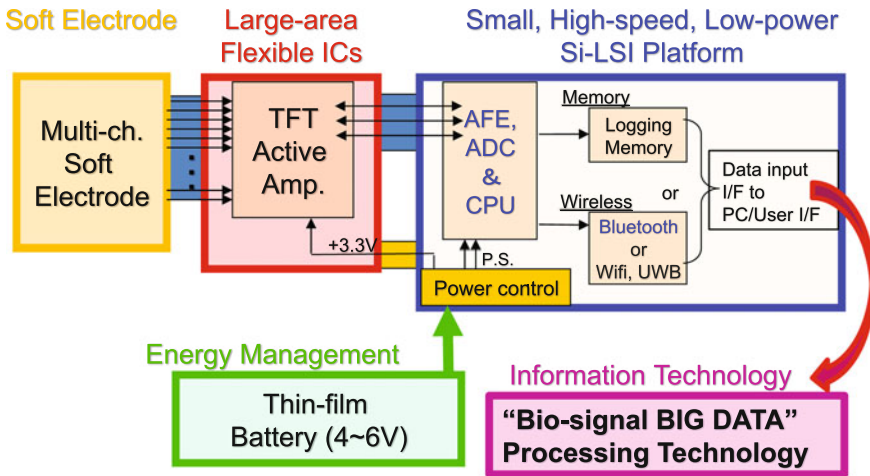 Soft Electrode
Large-area
Flexible ICs
Small, High-speed, Low-power
Si-LSI Platform
Multi-ch.
Soft
Electrode
TFT
Active
Amp.
+3.3V
AFE,
ADC
&
CPU
P.S.
Power control
Memory
Logging
Memory
or
Wireless
Bluetooth
or
Wifi, UWB
Data input
I/F to
PC/User I/F
Energy Management
Thin-film
Battery (4~6V)
Information Technology
“Bio-signal BIG DATA”
Processing Technology